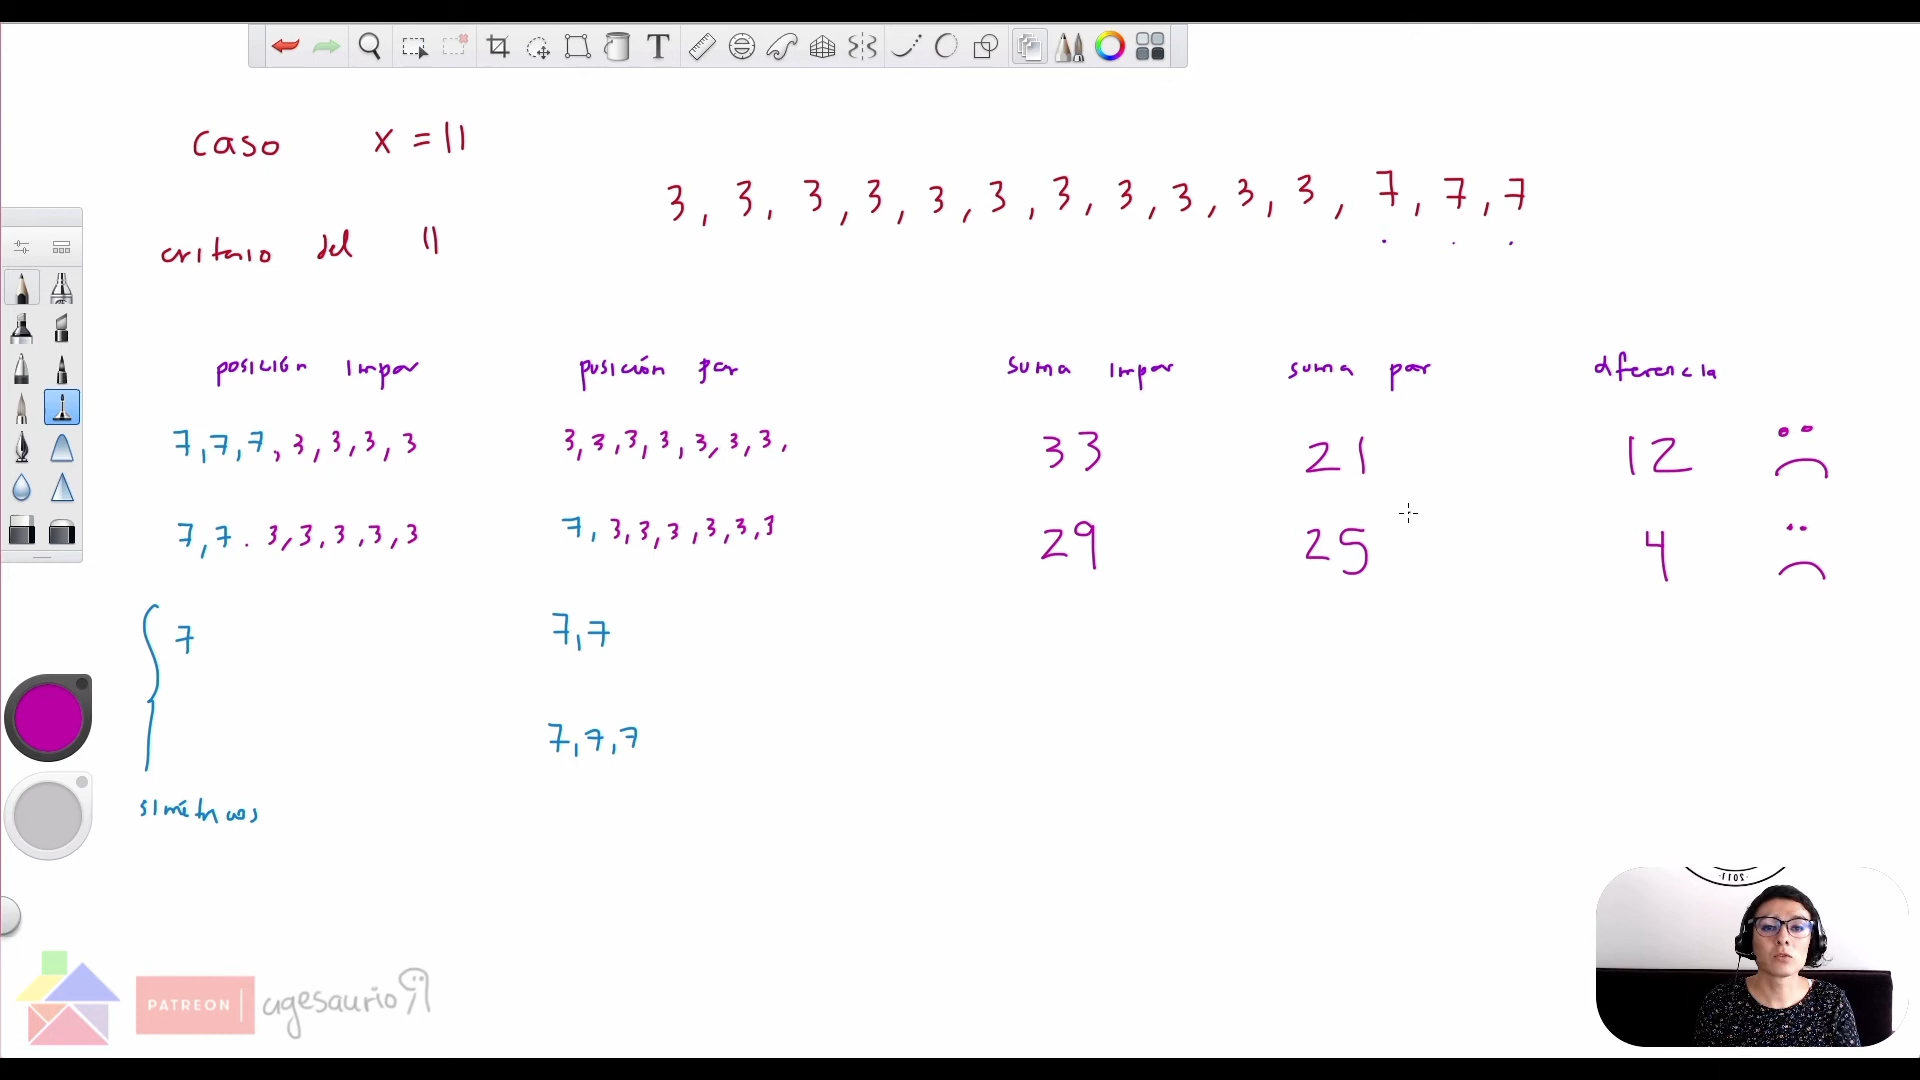 caso x = 11
3, 3, 3, 3, 3, 3, 3, 3, 3, 3, 3, 7, 7, 7
criterio del 11
posición impar posición par suma impar suma par diferencia
7, 7, 7, 3, 3, 3, 3 3, 3, 3, 3, 3, 3, 3, 33 21 12
7, 7. 3, 3, 3, 3, 3 7, 3, 3, 3, 3, 3, 3 29 25 4
7 7, 7
7, 7, 7
simétricos
PATREON agesaurio
2011